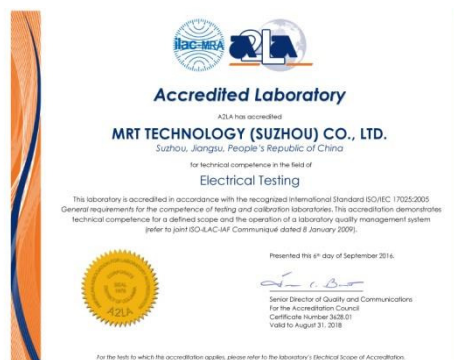 ilac-MRA
A2LA
Accredited Laboratory
A2LA has accredited
MRT TECHNOLOGY (SUZHOU) CO., LTD.
Suzhou, Jiangsu, People's Republic of China
for technical competence in the field of
Electrical Testing
This laboratory is accredited in accordance with the recognized International Standard ISO/IEC 17025:2005
General requirements for the competence of testing and calibration laboratories. This accreditation demonstrates
technical competence for a defined scope and the operation of a laboratory quality management system
(refer to joint ISO-ILAC-IAF Communiqué dated 8 January 2009).
Presented this 6th day of September 2016.
Senior Director of Quality and Communications
For the Accreditation Council
Certificate Number 3628.01
Valid to August 31, 2018
CORPORATE
SEAL
A2LA
For the tests to which this accreditation applies, please refer to the laboratory's Electrical Scope of Accreditation.